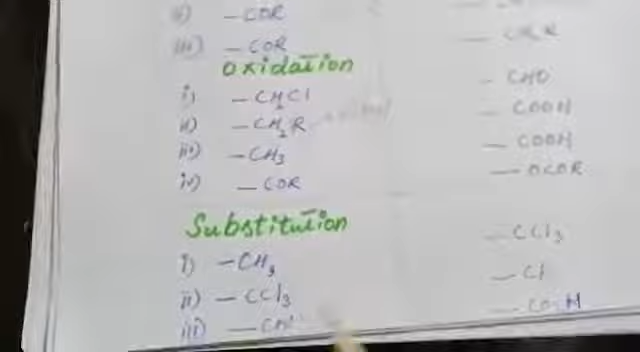 ii) –COR
iii) –COR
Oxidation
i) –CH₂Cl –CHO
ii) –CH₂R –COOH
iii) –CH₃ –COOH
iv) –COR –OCOR
Substitution
i) –CH₃ –CCl₃
ii) –CCl₃ –Cl
iii)